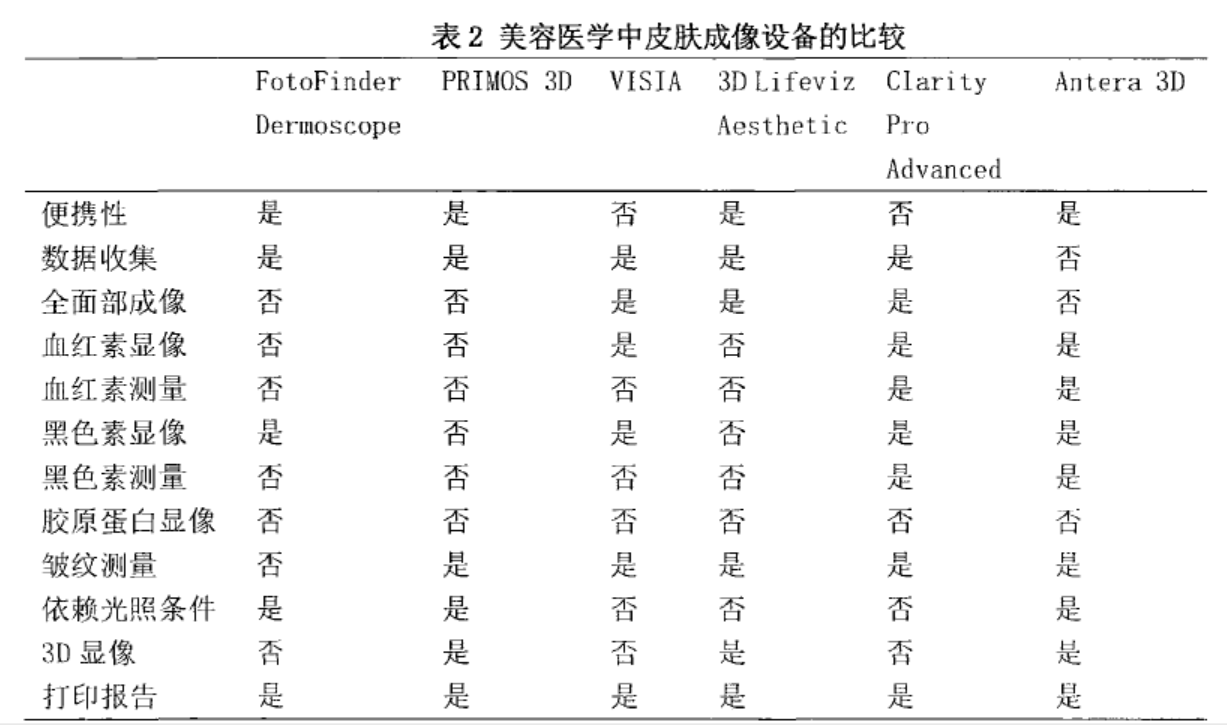 表2 美容医学中皮肤成像设备的比较
FotoFinder PRIMOS 3D VISIA 3D Lifeviz Clarity Antera 3D
Dermoscope Aesthetic Pro
Advanced
便携性 是 是 否 是 否 是
数据收集 是 是 是 是 是 否
全面部成像 否 否 是 是 是 否
血红素显像 否 否 是 否 是 是
血红素测量 否 否 否 否 是 是
黑色素显像 是 否 是 否 是 是
黑色素测量 否 否 否 否 是 是
胶原蛋白显像 否 否 否 否 否 否
皱纹测量 否 是 是 是 是 是
依赖光照条件 是 是 否 否 否 是
3D 显像 否 是 否 是 否 是
打印报告 是 是 是 是 是 是